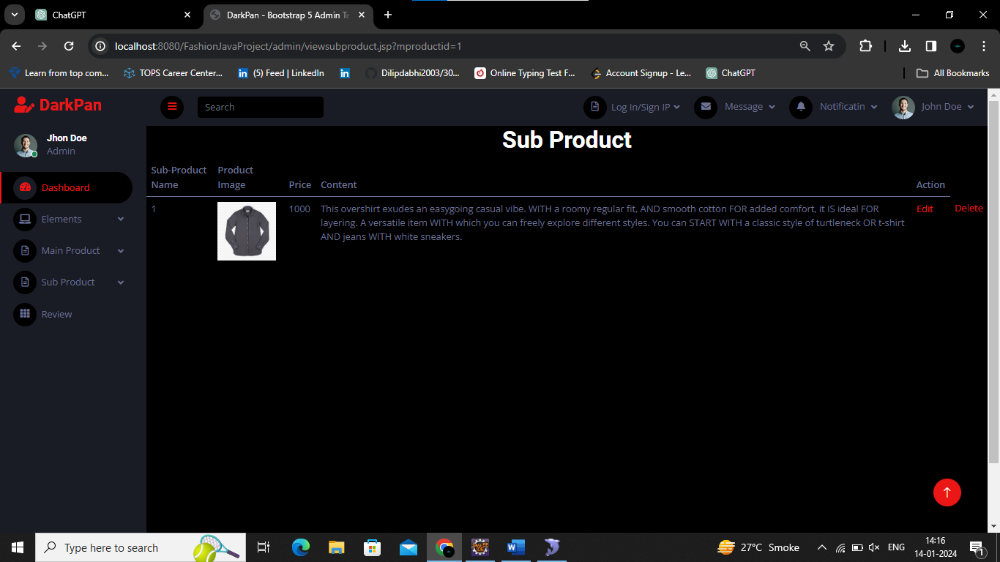 ChatGPT
DarkPan - Bootstrap 5 Admin Te
localhost:8080/FashionJavaProject/admin/viewsubproduct.jsp?mproductid=1
Learn from top com... TOPS Career Center... (5) Feed | LinkedIn Dilipdabhi2003/30... Online Typing Test F... Account Signup - Le... ChatGPT All Bookmarks
DarkPan Search Log In/Sign IP Message Notificatin John Doe
Jhon Doe
Admin
Dashboard
Elements
Main Product
Sub Product
Review
Sub Product
Sub-Product Name Product Image Price Content Action
1 1000 This overshirt exudes an easygoing casual vibe. WITH a roomy regular fit, AND smooth cotton FOR added comfort, it IS ideal FOR Edit Delete
layering. A versatile item WITH which you can freely explore different styles. You can START WITH a classic style of turtleneck OR t-shirt
AND jeans WITH white sneakers.
Type here to search 27°C Smoke ENG 14:16
14-01-2024 1